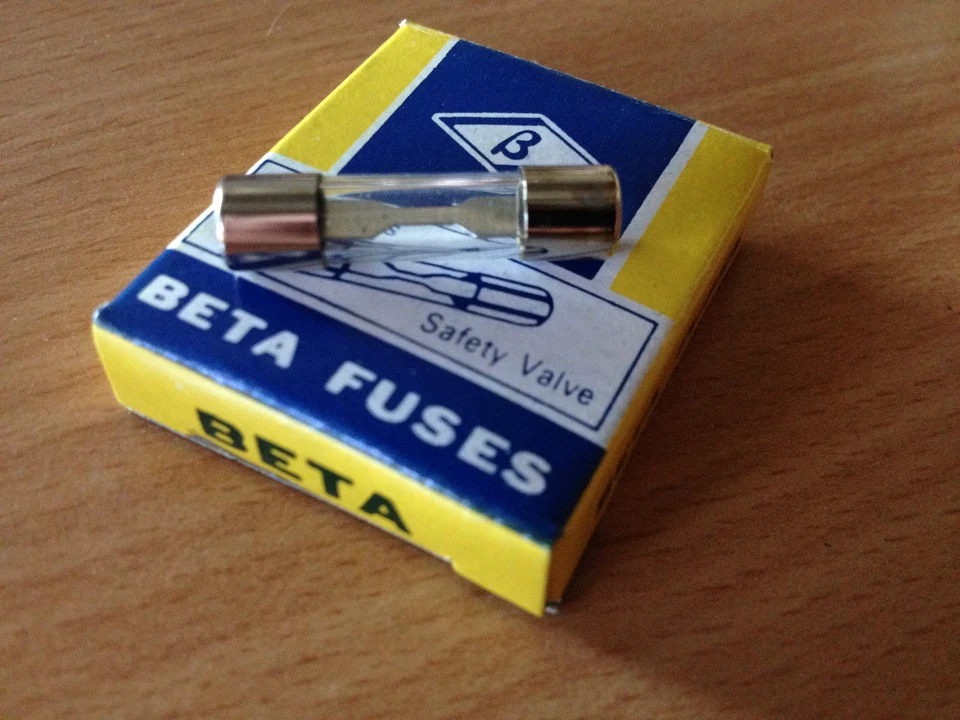 β
Safety Valve
BETA FUSES
BETA